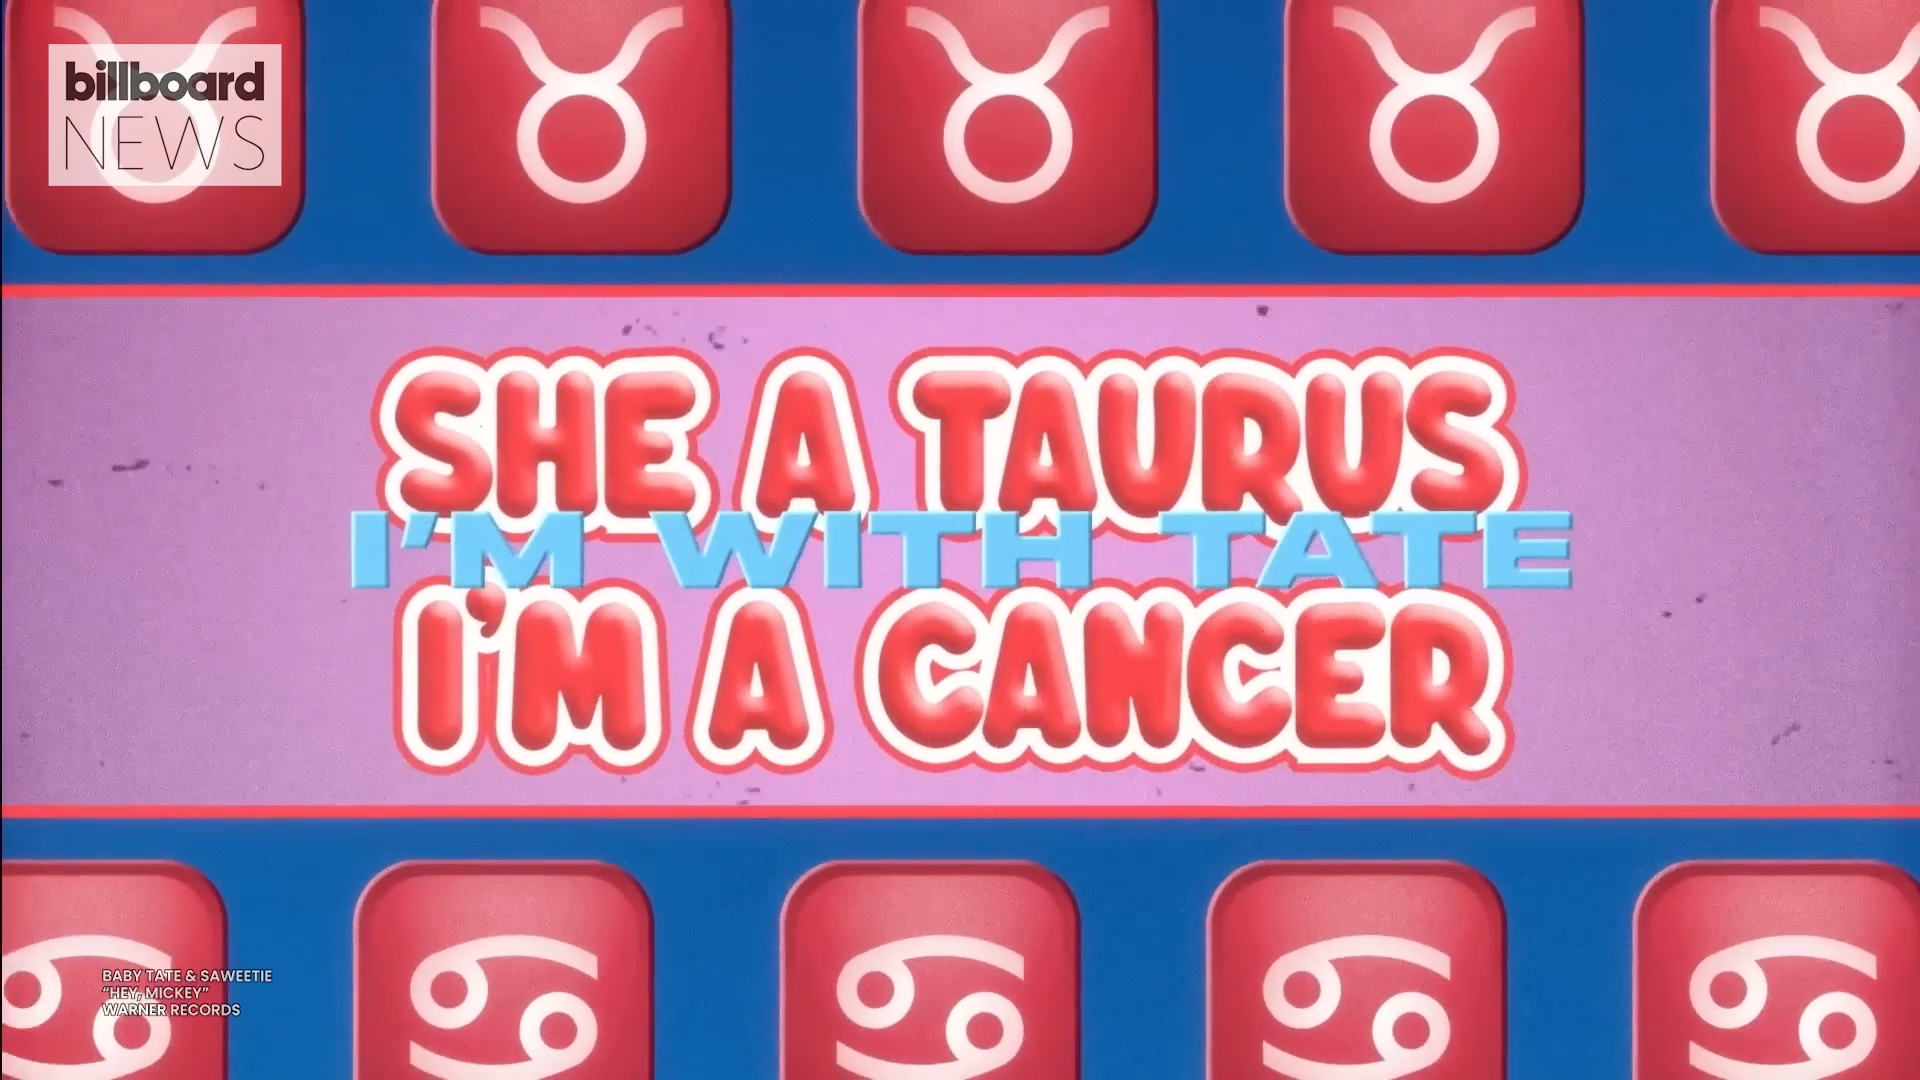 billboard
NEWS
SHE A TAURUS
I'M WITH TATE
I'M A CANCER
BABY TATE & SAWEETIE
“HEY, MICKEY”
WARNER RECORDS